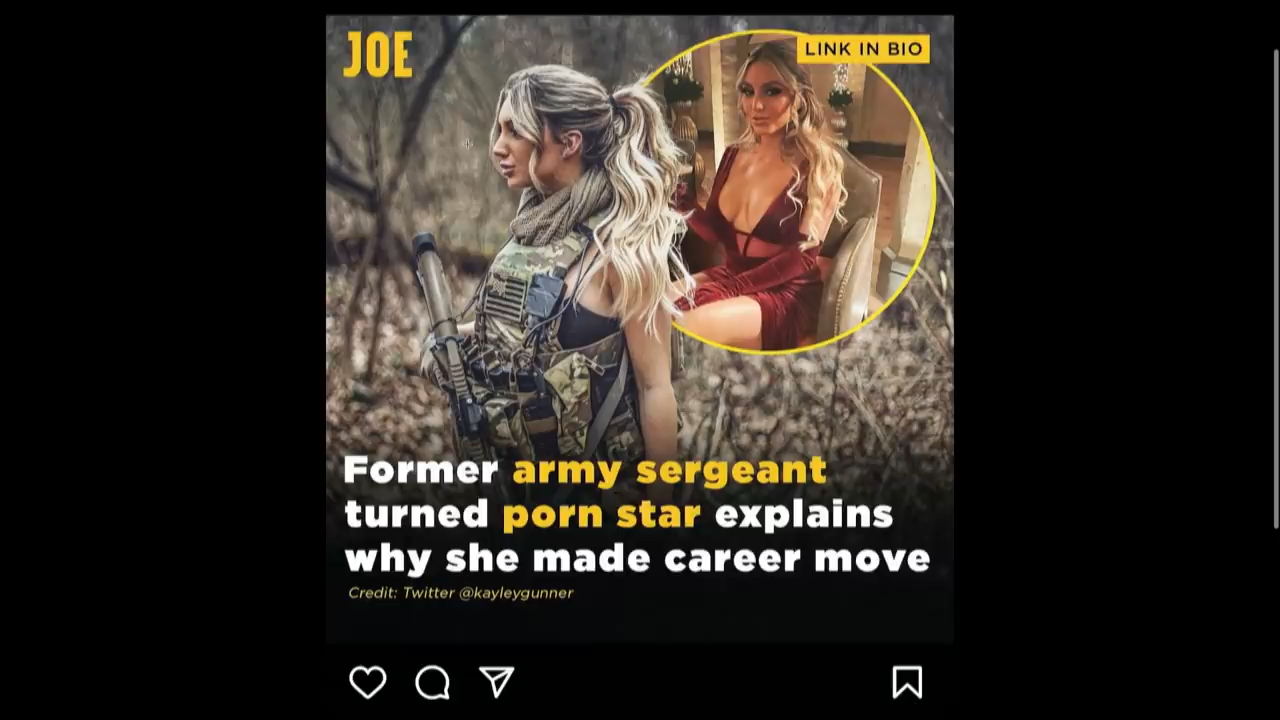 JOE
LINK IN BIO
Former army sergeant
turned porn star explains
why she made career move
Credit: Twitter @kayleygunner